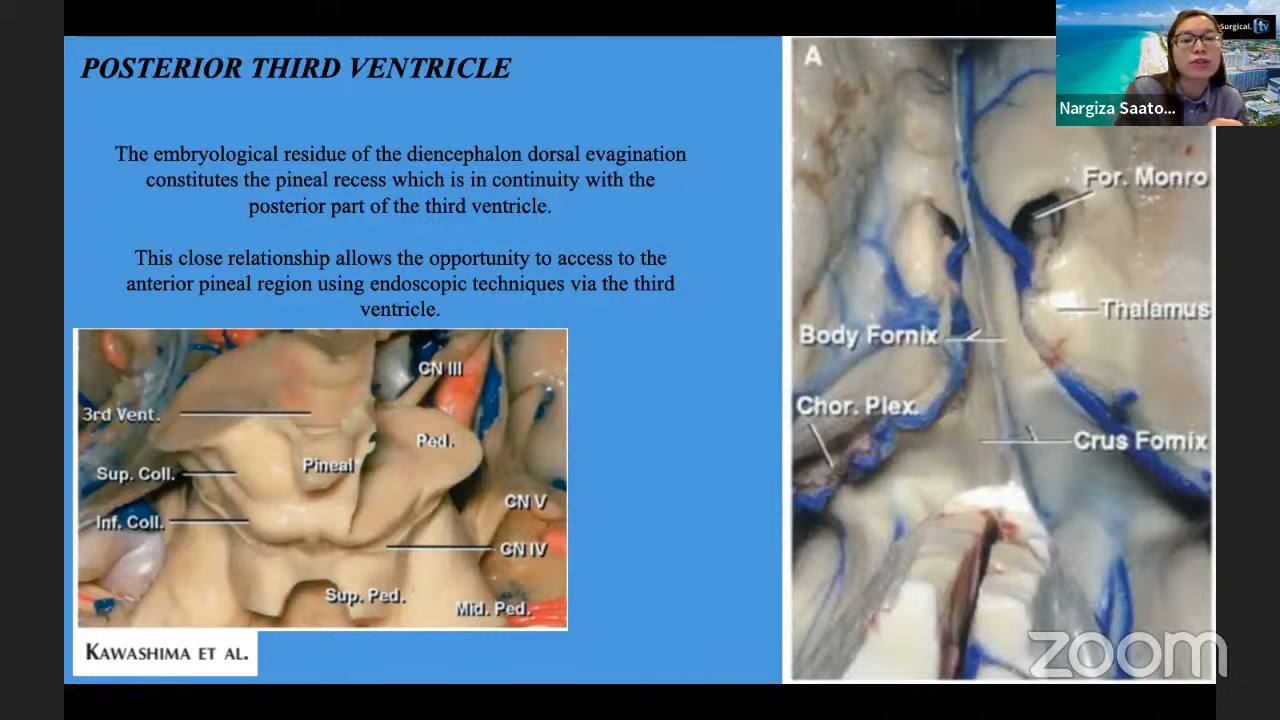 POSTERIOR THIRD VENTRICLE
The embryological residue of the diencephalon dorsal evagination
constitutes the pineal recess which is in continuity with the
posterior part of the third ventricle.
This close relationship allows the opportunity to access to the
anterior pineal region using endoscopic techniques via the third
ventricle.
CN III
3rd Vent.
Ped.
Pineal
Sup. Coll.
CN V
Inf. Coll.
CN IV
Sup. Ped.
Mid. Ped.
KAWASHIMA ET AL.
A
For. Monro
Thalamus
Body Fornix
Chor. Plex.
Crus Fornix
Surgical.
tv
Nargiza Saato...
zoom